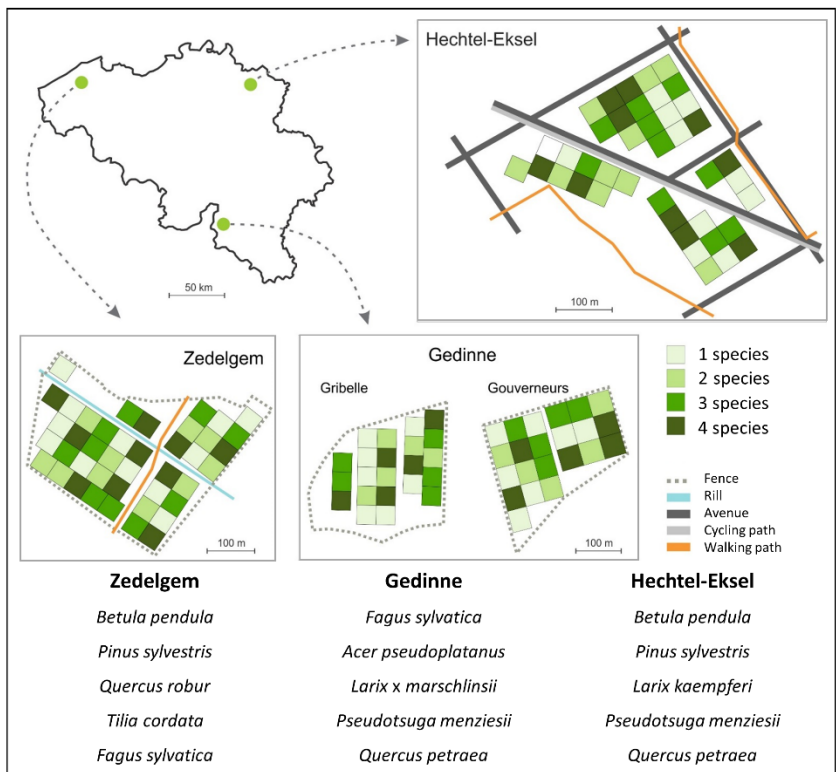 Hechtel-Eksel
50 km
100 m
Zedelgem
100 m
Gedinne
Gribelle
Gouverneurs
100 m
1 species
2 species
3 species
4 species
Fence
Rill
Avenue
Cycling path
Walking path
Zedelgem
Gedinne
Hechtel-Eksel
Betula pendula
Fagus sylvatica
Betula pendula
Pinus sylvestris
Acer pseudoplatanus
Pinus sylvestris
Quercus robur
Larix x marschlinsii
Larix kaempferi
Tilia cordata
Pseudotsuga menziesii
Pseudotsuga menziesii
Fagus sylvatica
Quercus petraea
Quercus petraea